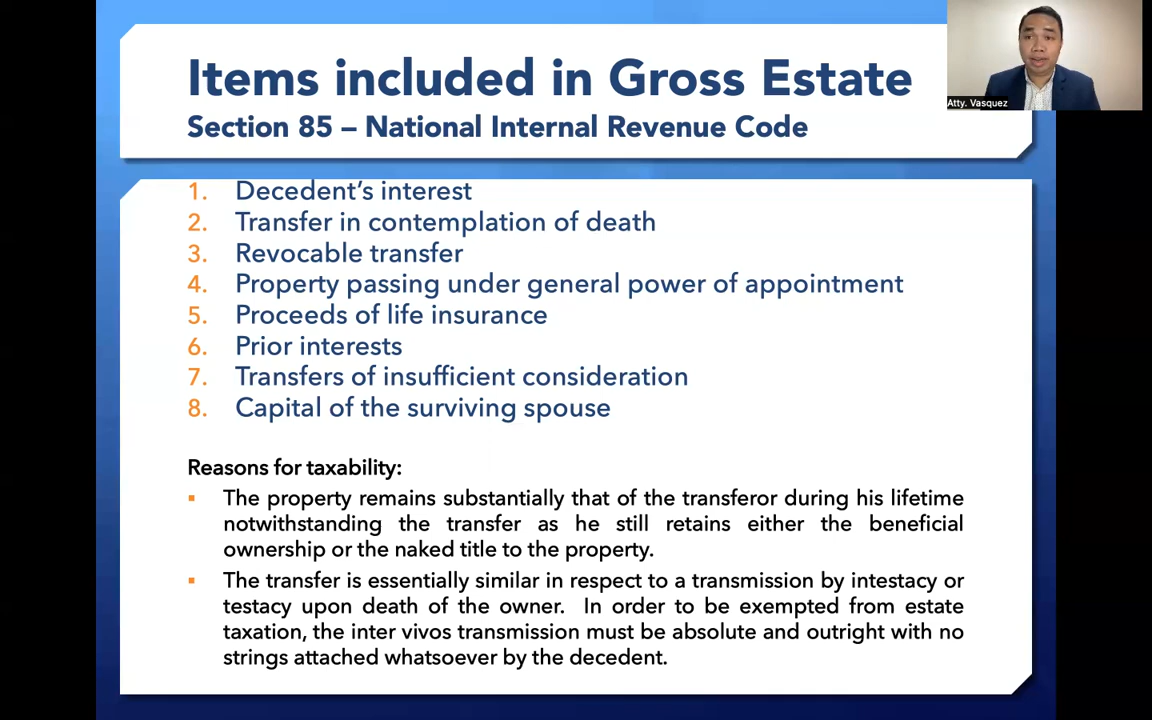 Items included in Gross Estate
Section 85 – National Internal Revenue Code
Atty. Vasquez
1. Decedent's interest
2. Transfer in contemplation of death
3. Revocable transfer
4. Property passing under general power of appointment
5. Proceeds of life insurance
6. Prior interests
7. Transfers of insufficient consideration
8. Capital of the surviving spouse
Reasons for taxability:
▪ The property remains substantially that of the transferor during his lifetime
notwithstanding the transfer as he still retains either the beneficial
ownership or the naked title to the property.
▪ The transfer is essentially similar in respect to a transmission by intestacy or
testacy upon death of the owner. In order to be exempted from estate
taxation, the inter vivos transmission must be absolute and outright with no
strings attached whatsoever by the decedent.